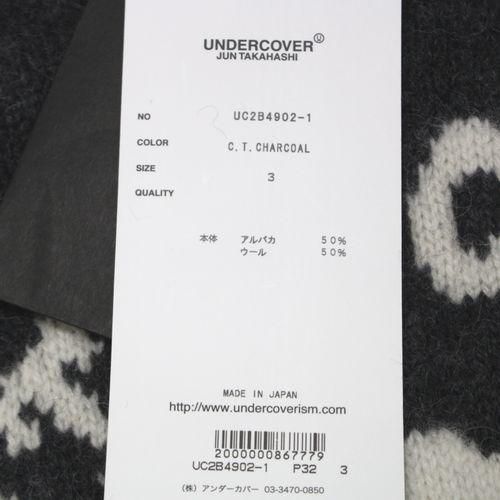 UNDERCOVER U
JUN TAKAHASHI
NO UC2B4902-1
COLOR C.T.CHARCOAL
SIZE 3
QUALITY
本体 アルパカ 50%
ウール 50%
MADE IN JAPAN
http://www.undercoverism.com
2000000867779
UC2B4902-1 P32 3
(株) アンダーカバー 03-3470-0850